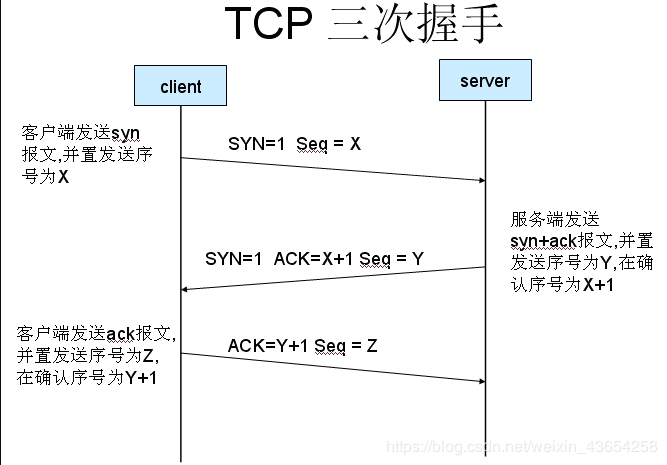 TCP 三次握手
client
server
客户端发送syn
报文,并置发送序
号为X
SYN=1 Seq = X
服务端发送
syn+ack报文,并置
发送序号为Y,在确
认序号为X+1
SYN=1 ACK=X+1 Seq = Y
客户端发送ack报文,
并置发送序号为Z,
在确认序号为Y+1
ACK=Y+1 Seq = Z
https://blog.csdn.net/weixin_43654258